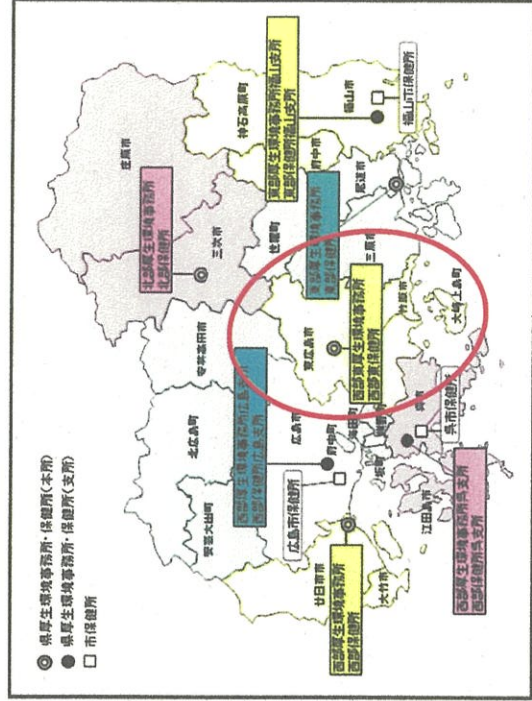 ◎ 県厚生環境事務所・保健所(本所)
● 県厚生環境事務所・保健所(支所)
□ 市保健所
庄原市
北部厚生環境事務所
北部保健所
三次市
神石高原町
東部厚生環境事務所福山支所
東部保健所福山支所
安芸高田市
世羅町
府中市
福山市
福山市保健所
北広島町
安芸太田町
西部厚生環境事務所広島支所
西部保健所広島支所
東部厚生環境事務所
東部保健所
尾道市
三原市
東広島市
広島市
西部東厚生環境事務所
西部東保健所
竹原市
大崎上島町
広島市保健所
府中町
海田町
熊野町
坂町
呉市
呉市保健所
廿日市市
西部厚生環境事務所
西部保健所
大竹市
江田島市
西部厚生環境事務所呉支所
西部保健所呉支所